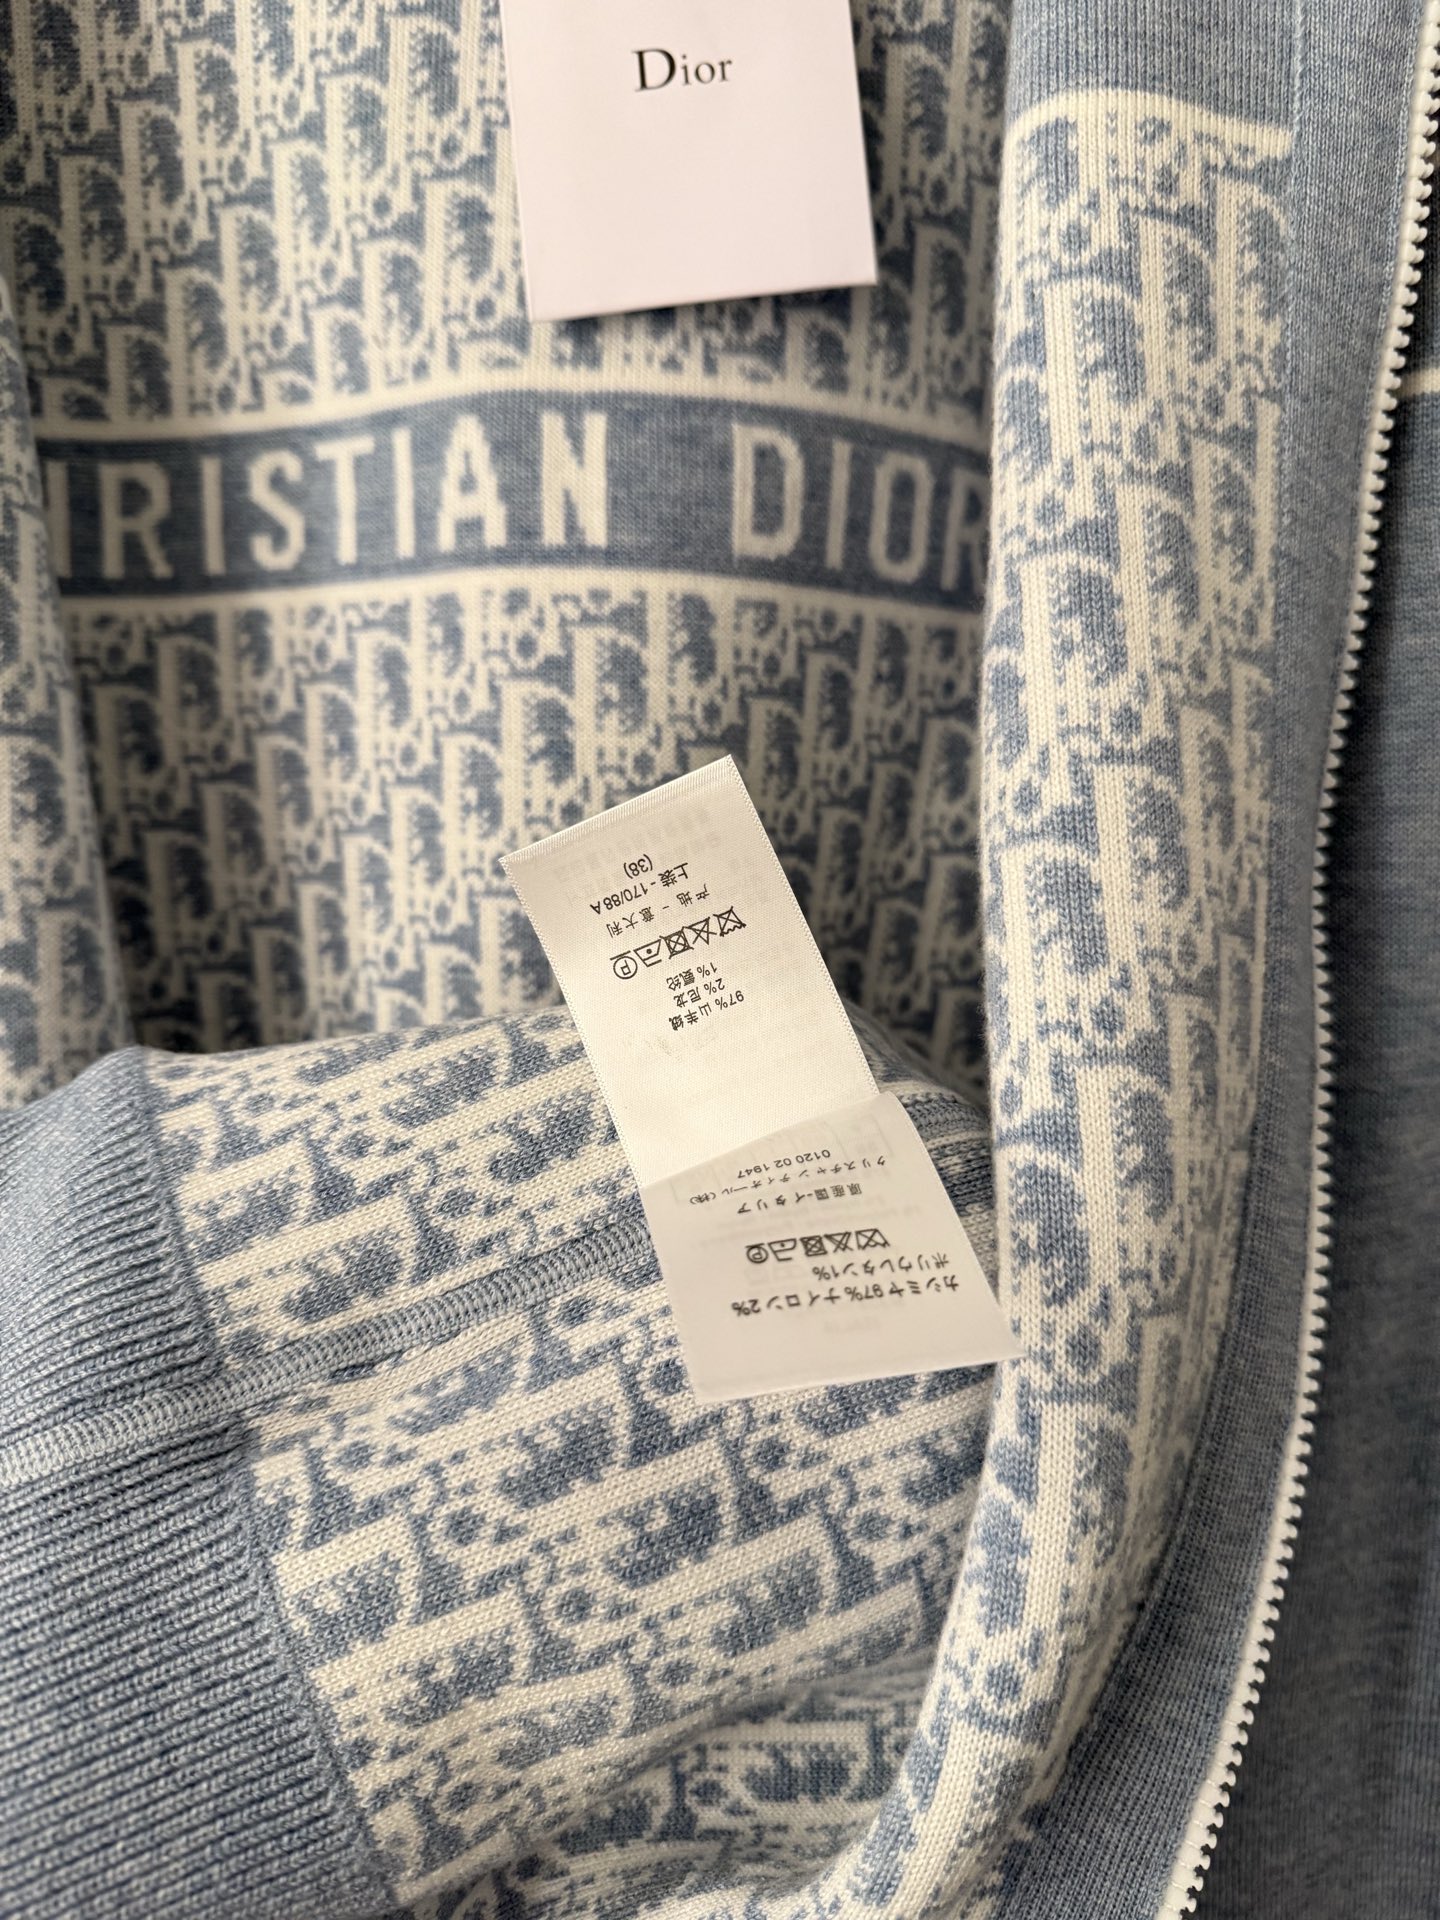 Dior
HRISTIAN DIOR
97% 山羊绒
2% 尼龙
1% 氨纶
产地 - 意大利
上装 - 170/88A
(38)
カシミヤ97% ナイロン2%
ポリウレタン1%
原産国-イタリア
クリスチャンディオール(株)
0120 02 1947